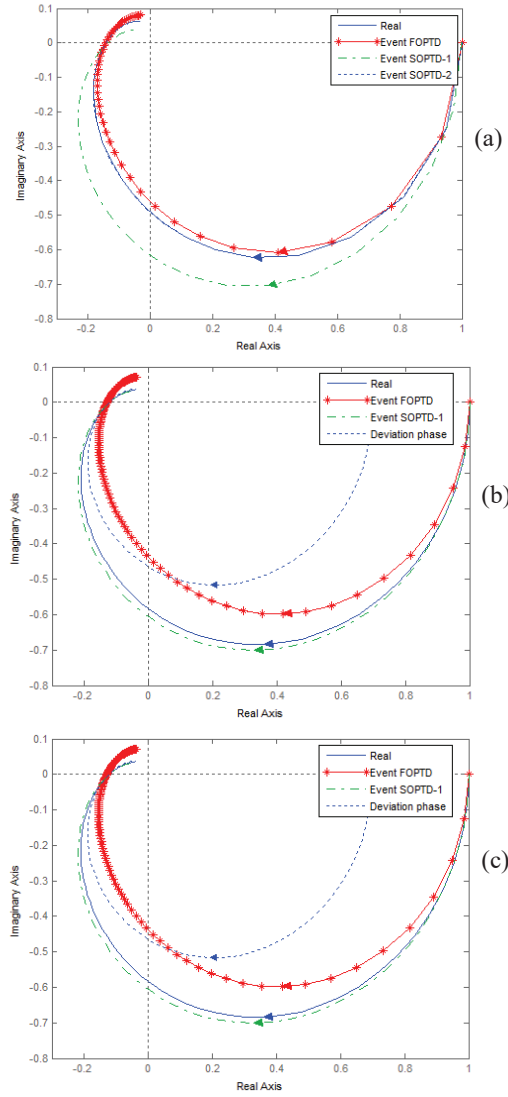 0.1
0
-0.1
-0.2
-0.3
-0.4
-0.5
-0.6
-0.7
-0.8
Imaginary Axis
Real
Event FOPTD
Event SOPTD-1
Event SOPTD-2
(a)
-0.2 0 0.2 0.4 0.6 0.8 1
Real Axis
0.1
0
-0.1
-0.2
-0.3
-0.4
-0.5
-0.6
-0.7
-0.8
Imaginary Axis
Real
Event FOPTD
Event SOPTD-1
Deviation phase
(b)
-0.2 0 0.2 0.4 0.6 0.8 1
Real Axis
0.1
0
-0.1
-0.2
-0.3
-0.4
-0.5
-0.6
-0.7
-0.8
Imaginary Axis
Real
Event FOPTD
Event SOPTD-1
Deviation phase
(c)
-0.2 0 0.2 0.4 0.6 0.8 1
Real Axis